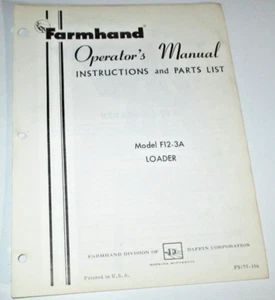 Farmhand
Operator's Manual
INSTRUCTIONS and PARTS LIST
Model F12-3A
LOADER
FARMHAND DIVISION OF DAFFIN CORPORATION
Printed in U.S.A.